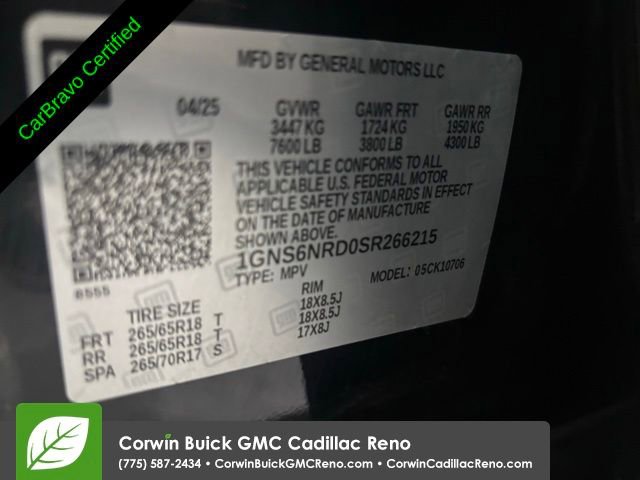 CarBravo Certified
MFD BY GENERAL MOTORS LLC
04/25 GVWR GAWR FRT GAWR RR
3447 KG 1724 KG 1950 KG
7600 LB 3800 LB 4300 LB
THIS VEHICLE CONFORMS TO ALL
APPLICABLE U.S. FEDERAL MOTOR
VEHICLE SAFETY STANDARDS IN EFFECT
ON THE DATE OF MANUFACTURE
SHOWN ABOVE.
1GNS6NRD0SR266215
TYPE: MPV MODEL: 05CK10706
TIRE SIZE RIM
FRT 265/65R18 T 18X8.5J
RR 265/65R18 T 18X8.5J
SPA 265/70R17 S 17X8J
Corwin Buick GMC Cadillac Reno
(775) 587-2434 • CorwinBuickGMCReno.com • CorwinCadillacReno.com